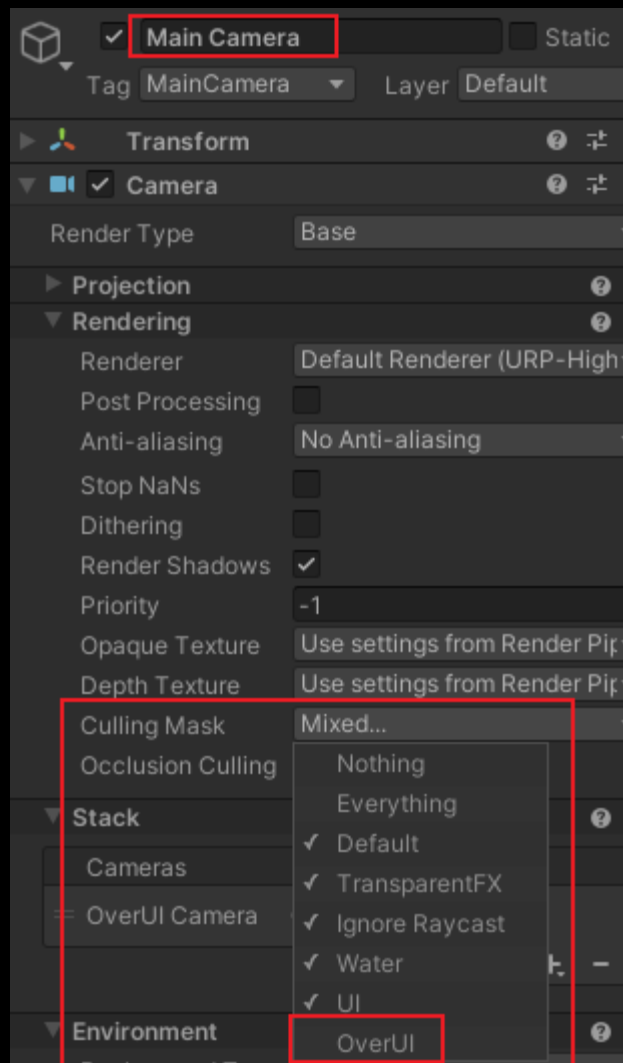 Main Camera
Static
Tag MainCamera Layer Default
Transform
Camera
Render Type Base
Projection
Rendering
Renderer Default Renderer (URP-High
Post Processing
Anti-aliasing No Anti-aliasing
Stop NaNs
Dithering
Render Shadows
Priority -1
Opaque Texture Use settings from Render Pip
Depth Texture Use settings from Render Pip
Culling Mask Mixed...
Occlusion Culling Nothing
Everything
Stack
Default
Cameras
TransparentFX
OverUI Camera Ignore Raycast
Water
UI
Environment OverUI